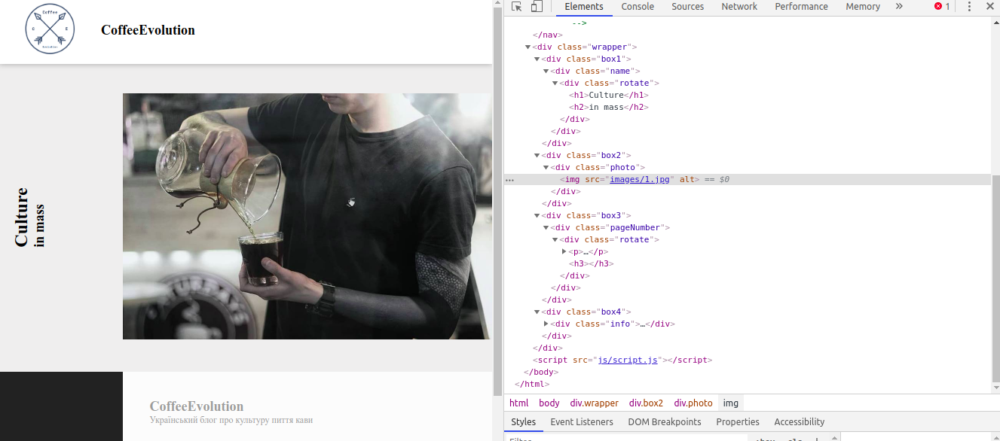 Coffee
C E
Evolution
CoffeeEvolution
Culture
in mass
CoffeeEvolution
Український блог про культуру пиття кави
Elements Console Sources Network Performance Memory » 1
-->
</nav>
<div class="wrapper">
<div class="box1">
<div class="name">
<div class="rotate">
<h1>Culture</h1>
<h2>in mass</h2>
</div>
</div>
</div>
<div class="box2">
<div class="photo">
<img src="images/1.jpg" alt> == $0
</div>
</div>
<div class="box3">
<div class="pageNumber">
<div class="rotate">
<p>…</p>
<h3></h3>
</div>
</div>
</div>
<div class="box4">
<div class="info">…</div>
</div>
</div>
<script src="js/script.js"></script>
</body>
</html>
html body div.wrapper div.box2 div.photo img
Styles Event Listeners DOM Breakpoints Properties Accessibility